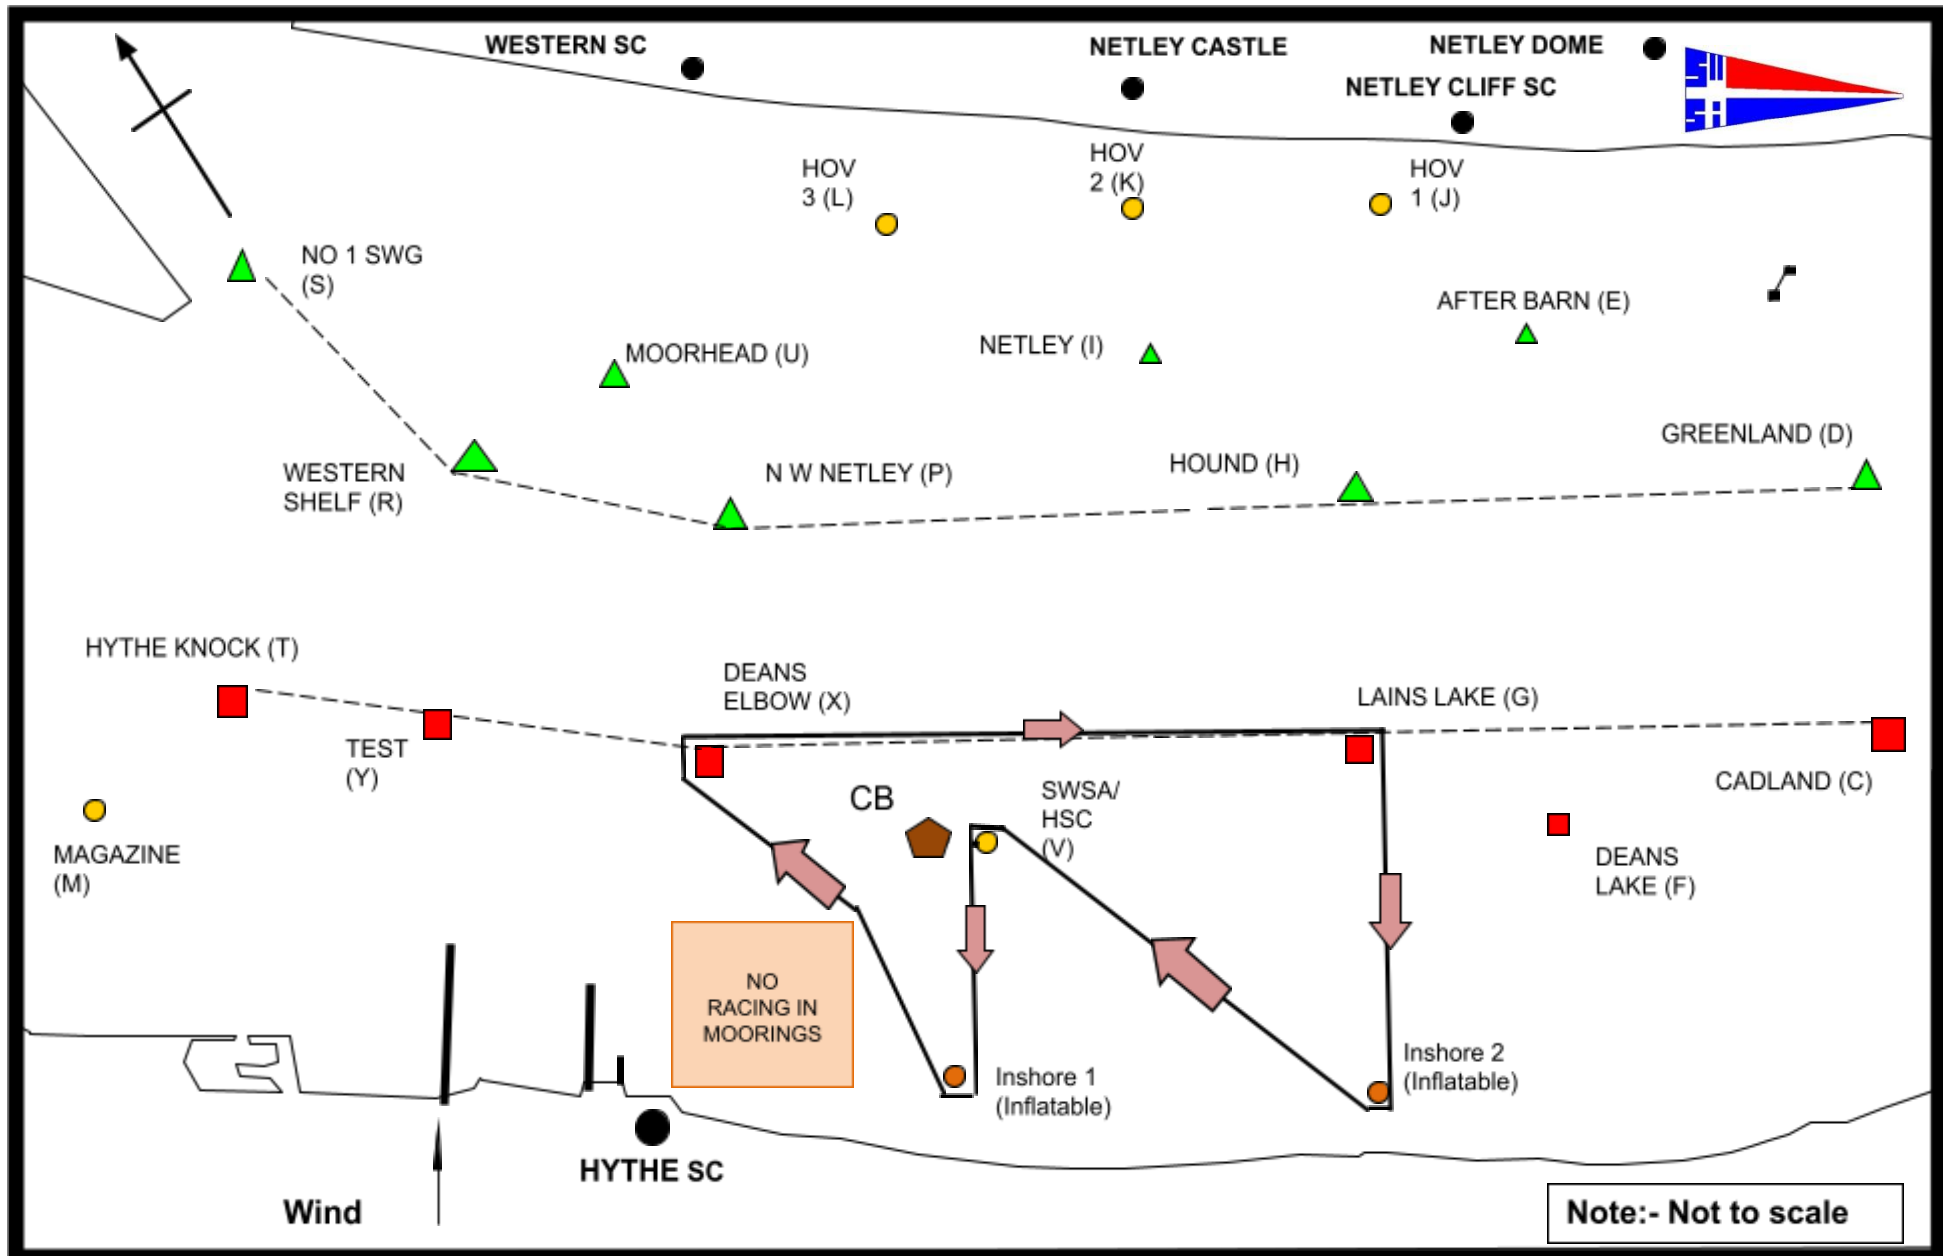 WESTERN SC
NETLEY CASTLE
NETLEY DOME
NETLEY CLIFF SC
HOV
3 (L)
HOV
2 (K)
HOV
1 (J)
NO 1 SWG
(S)
MOORHEAD (U)
NETLEY (I)
AFTER BARN (E)
WESTERN
SHELF (R)
N W NETLEY (P)
HOUND (H)
GREENLAND (D)
HYTHE KNOCK (T)
TEST
(Y)
DEANS
ELBOW (X)
LAINS LAKE (G)
CADLAND (C)
MAGAZINE
(M)
CB
SWSA/
HSC
(V)
DEANS
LAKE (F)
NO
RACING IN
MOORINGS
Inshore 1
(Inflatable)
Inshore 2
(Inflatable)
HYTHE SC
Wind
Note:- Not to scale